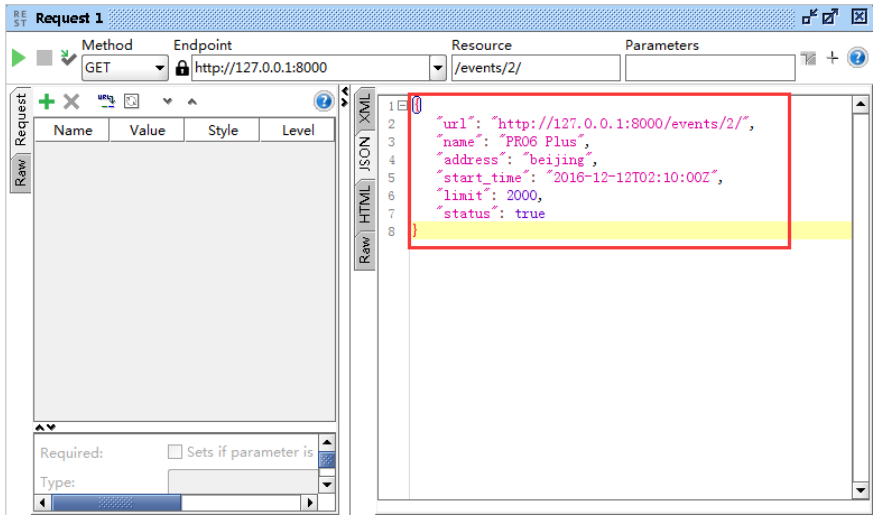 RE
ST
Request 1
Method
Endpoint
Resource
Parameters
GET
http://127.0.0.1:8000
/events/2/
Request
Raw
Name
Value
Style
Level
Required:
Sets if parameter is
Type:
XML
JSON
HTML
Raw
1 {
2 "url": "http://127.0.0.1:8000/events/2/",
3 "name": "PRO6 Plus",
4 "address": "beijing",
5 "start_time": "2016-12-12T02:10:00Z",
6 "limit": 2000,
7 "status": true
8 }